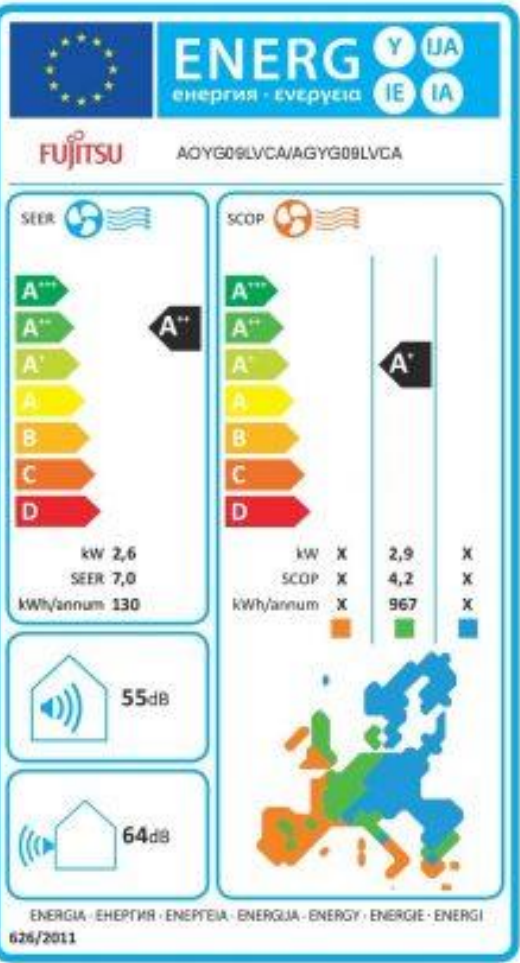 ENERG Y IJA
енергия · ενεργεια IE IA
FUJITSU AOYG09LVCA/AGYG09LVCA
SEER
A+++
A++
A+
A
B
C
D
A++
kW 2,6
SEER 7,0
kWh/annum 130
SCOP
A+++
A++
A+
A
B
C
D
A+
kW X 2,9 X
SCOP X 4,2 X
kWh/annum X 967 X
55dB
64dB
ENERGIA · ЕНЕРГИЯ · ΕΝΕΡΓΕΙΑ · ENERGIJA · ENERGY · ENERGIE · ENERGI
626/2011